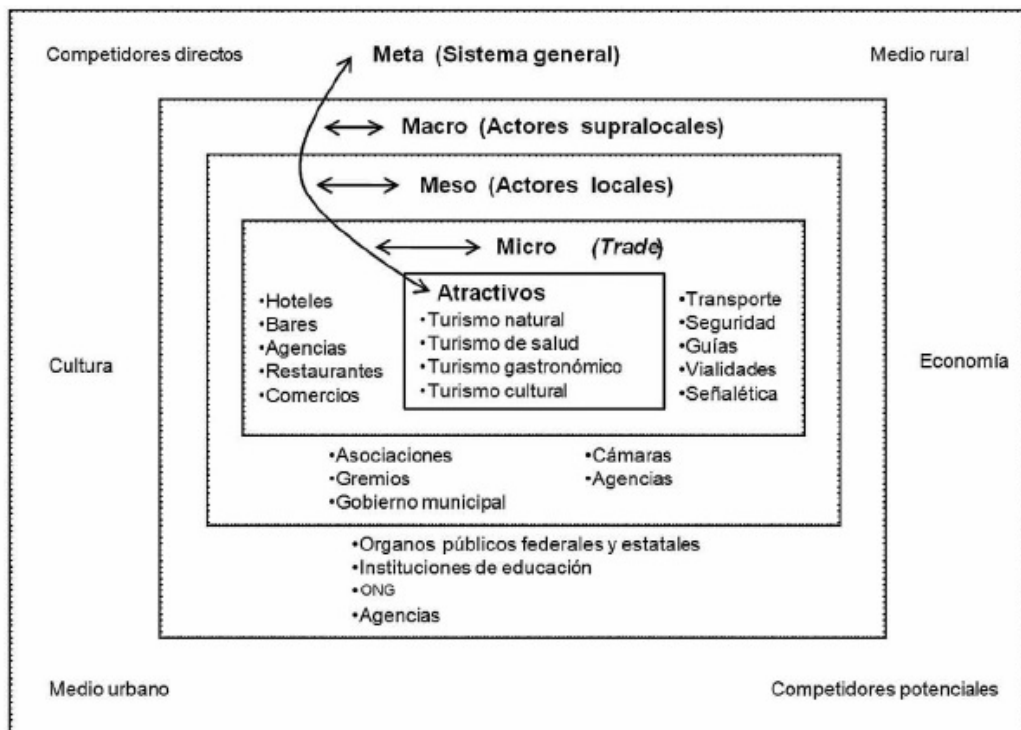 Competidores directos
Meta (Sistema general)
Medio rural
Macro (Actores supralocales)
Meso (Actores locales)
Micro (Trade)
•Hoteles
•Bares
•Agencias
•Restaurantes
•Comercios
Atractivos
•Turismo natural
•Turismo de salud
•Turismo gastronómico
•Turismo cultural
•Transporte
•Seguridad
•Guías
•Vialidades
•Señalética
Cultura
Economía
•Asociaciones
•Gremios
•Gobierno municipal
•Cámaras
•Agencias
•Organos públicos federales y estatales
•Instituciones de educación
•ONG
•Agencias
Medio urbano
Competidores potenciales